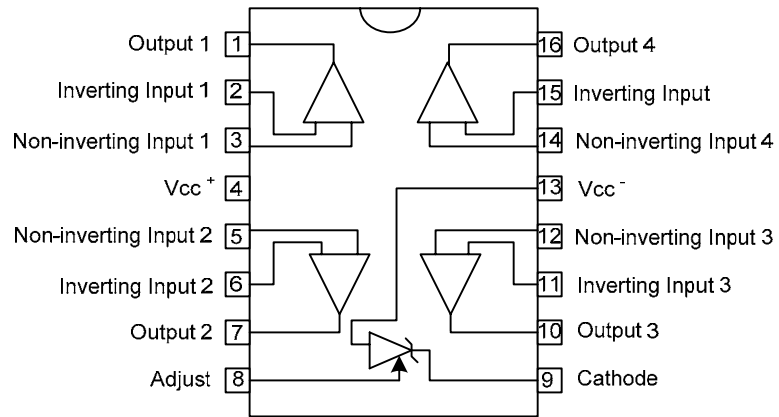 Output 1 1 16 Output 4
Inverting Input 1 2 15 Inverting Input
Non-inverting Input 1 3 14 Non-inverting Input 4
Vcc + 4 13 Vcc -
Non-inverting Input 2 5 12 Non-inverting Input 3
Inverting Input 2 6 11 Inverting Input 3
Output 2 7 10 Output 3
Adjust 8 9 Cathode